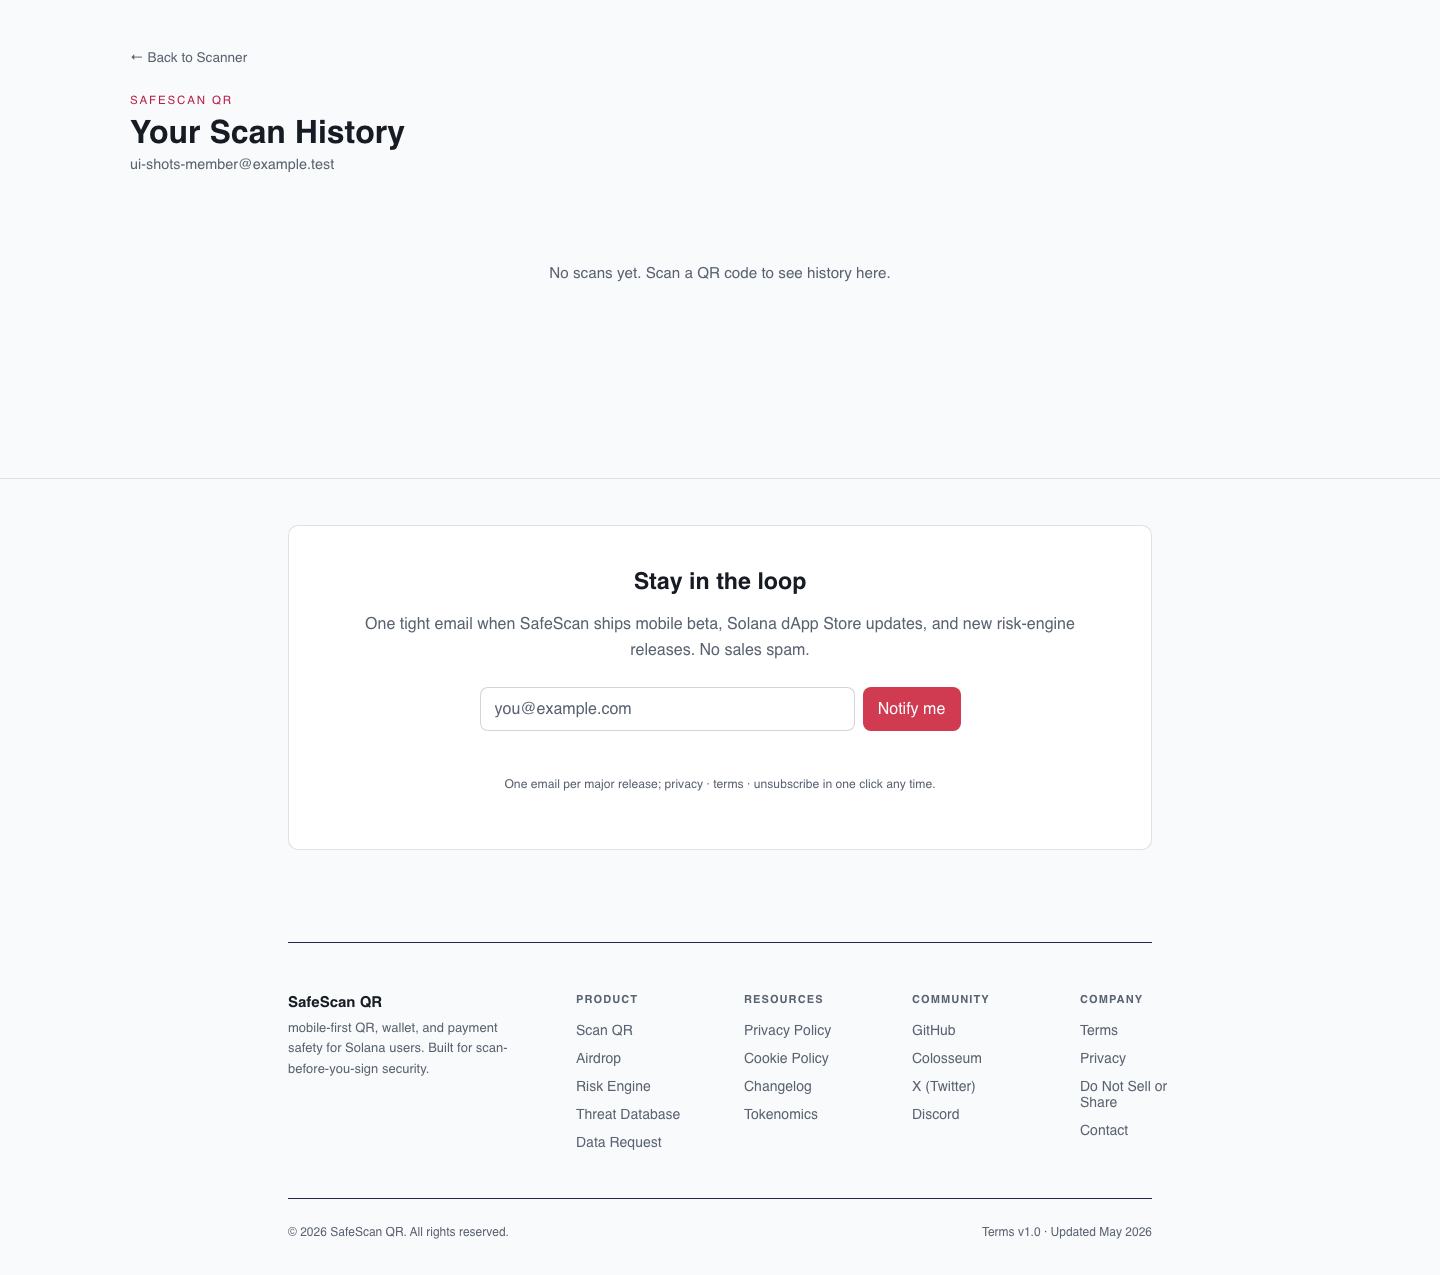 ← Back to Scanner
SAFESCAN QR
Your Scan History
ui-shots-member@example.test
No scans yet. Scan a QR code to see history here.
Stay in the loop
One tight email when SafeScan ships mobile beta, Solana dApp Store updates, and new risk-engine
releases. No sales spam.
you@example.com
Notify me
One email per major release; privacy · terms · unsubscribe in one click any time.
SafeScan QR
mobile-first QR, wallet, and payment
safety for Solana users. Built for scan-
before-you-sign security.
PRODUCT
Scan QR
Airdrop
Risk Engine
Threat Database
Data Request
RESOURCES
Privacy Policy
Cookie Policy
Changelog
Tokenomics
COMMUNITY
GitHub
Colosseum
X (Twitter)
Discord
COMPANY
Terms
Privacy
Do Not Sell or
Share
Contact
© 2026 SafeScan QR. All rights reserved.
Terms v1.0 · Updated May 2026